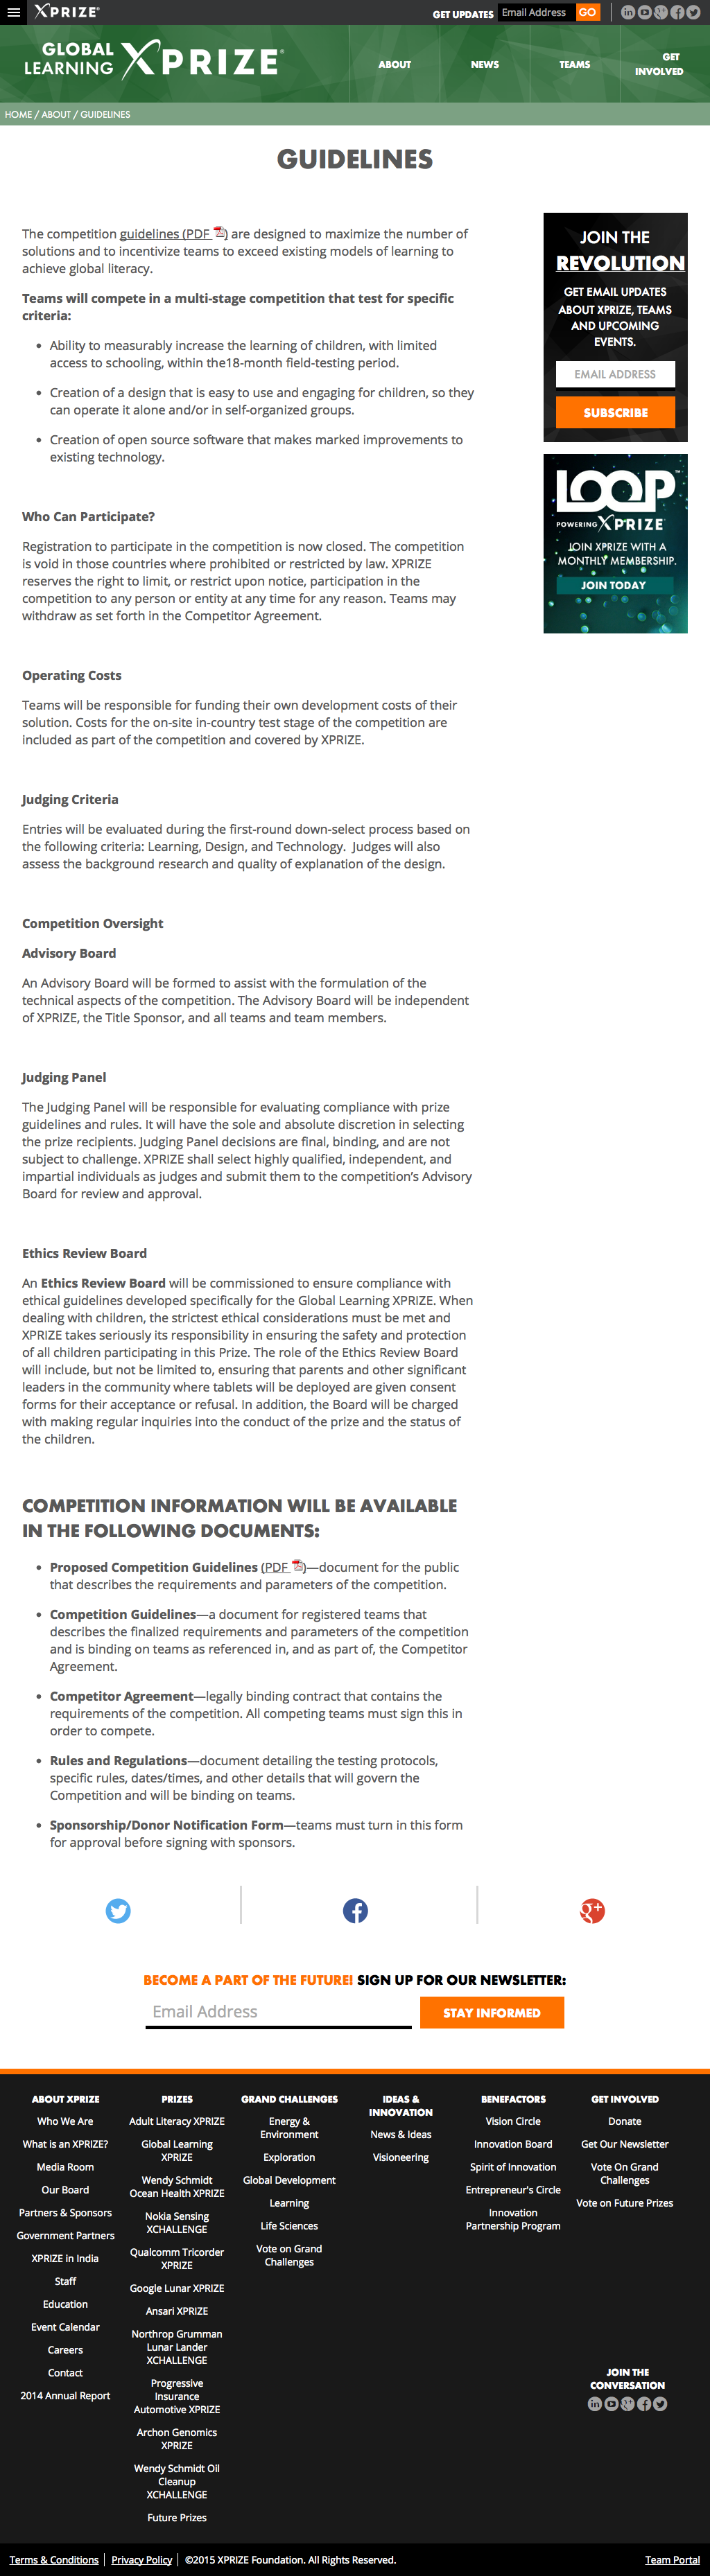 XPRIZE®
GET UPDATES Email Address GO
GLOBAL
LEARNING XPRIZE®
ABOUT NEWS TEAMS GET INVOLVED
HOME / ABOUT / GUIDELINES
GUIDELINES
The competition guidelines (PDF ) are designed to maximize the number of
solutions and to incentivize teams to exceed existing models of learning to
achieve global literacy.
Teams will compete in a multi-stage competition that test for specific
criteria:
• Ability to measurably increase the learning of children, with limited
access to schooling, within the18-month field-testing period.
• Creation of a design that is easy to use and engaging for children, so they
can operate it alone and/or in self-organized groups.
• Creation of open source software that makes marked improvements to
existing technology.
Who Can Participate?
Registration to participate in the competition is now closed. The competition
is void in those countries where prohibited or restricted by law. XPRIZE
reserves the right to limit, or restrict upon notice, participation in the
competition to any person or entity at any time for any reason. Teams may
withdraw as set forth in the Competitor Agreement.
Operating Costs
Teams will be responsible for funding their own development costs of their
solution. Costs for the on-site in-country test stage of the competition are
included as part of the competition and covered by XPRIZE.
Judging Criteria
Entries will be evaluated during the first-round down-select process based on
the following criteria: Learning, Design, and Technology. Judges will also
assess the background research and quality of explanation of the design.
Competition Oversight
Advisory Board
An Advisory Board will be formed to assist with the formulation of the
technical aspects of the competition. The Advisory Board will be independent
of XPRIZE, the Title Sponsor, and all teams and team members.
Judging Panel
The Judging Panel will be responsible for evaluating compliance with prize
guidelines and rules. It will have the sole and absolute discretion in selecting
the prize recipients. Judging Panel decisions are final, binding, and are not
subject to challenge. XPRIZE shall select highly qualified, independent, and
impartial individuals as judges and submit them to the competition's Advisory
Board for review and approval.
Ethics Review Board
An Ethics Review Board will be commissioned to ensure compliance with
ethical guidelines developed specifically for the Global Learning XPRIZE. When
dealing with children, the strictest ethical considerations must be met and
XPRIZE takes seriously its responsibility in ensuring the safety and protection
of all children participating in this Prize. The role of the Ethics Review Board
will include, but not be limited to, ensuring that parents and other significant
leaders in the community where tablets will be deployed are given consent
forms for their acceptance or refusal. In addition, the Board will be charged
with making regular inquiries into the conduct of the prize and the status of
the children.
COMPETITION INFORMATION WILL BE AVAILABLE
IN THE FOLLOWING DOCUMENTS:
• Proposed Competition Guidelines (PDF )—document for the public
that describes the requirements and parameters of the competition.
• Competition Guidelines—a document for registered teams that
describes the finalized requirements and parameters of the competition
and is binding on teams as referenced in, and as part of, the Competitor
Agreement.
• Competitor Agreement—legally binding contract that contains the
requirements of the competition. All competing teams must sign this in
order to compete.
• Rules and Regulations—document detailing the testing protocols,
specific rules, dates/times, and other details that will govern the
Competition and will be binding on teams.
• Sponsorship/Donor Notification Form—teams must turn in this form
for approval before signing with sponsors.
JOIN THE
REVOLUTION
GET EMAIL UPDATES
ABOUT XPRIZE, TEAMS
AND UPCOMING
EVENTS.
EMAIL ADDRESS
SUBSCRIBE
LOOP™
POWERING XPRIZE
JOIN XPRIZE WITH A
MONTHLY MEMBERSHIP.
JOIN TODAY
BECOME A PART OF THE FUTURE! SIGN UP FOR OUR NEWSLETTER:
Email Address STAY INFORMED
ABOUT XPRIZE
Who We Are
What is an XPRIZE?
Media Room
Our Board
Partners & Sponsors
Government Partners
XPRIZE in India
Staff
Education
Event Calendar
Careers
Contact
2014 Annual Report
PRIZES
Adult Literacy XPRIZE
Global Learning
XPRIZE
Wendy Schmidt
Ocean Health XPRIZE
Nokia Sensing
XCHALLENGE
Qualcomm Tricorder
XPRIZE
Google Lunar XPRIZE
Ansari XPRIZE
Northrop Grumman
Lunar Lander
XCHALLENGE
Progressive
Insurance
Automotive XPRIZE
Archon Genomics
XPRIZE
Wendy Schmidt Oil
Cleanup
XCHALLENGE
Future Prizes
GRAND CHALLENGES
Energy &
Environment
Exploration
Global Development
Learning
Life Sciences
Vote on Grand
Challenges
IDEAS &
INNOVATION
News & Ideas
Visioneering
BENEFACTORS
Vision Circle
Innovation Board
Spirit of Innovation
Entrepreneur's Circle
Innovation
Partnership Program
GET INVOLVED
Donate
Get Our Newsletter
Vote On Grand
Challenges
Vote on Future Prizes
JOIN THE
CONVERSATION
Terms & Conditions | Privacy Policy | ©2015 XPRIZE Foundation. All Rights Reserved. Team Portal